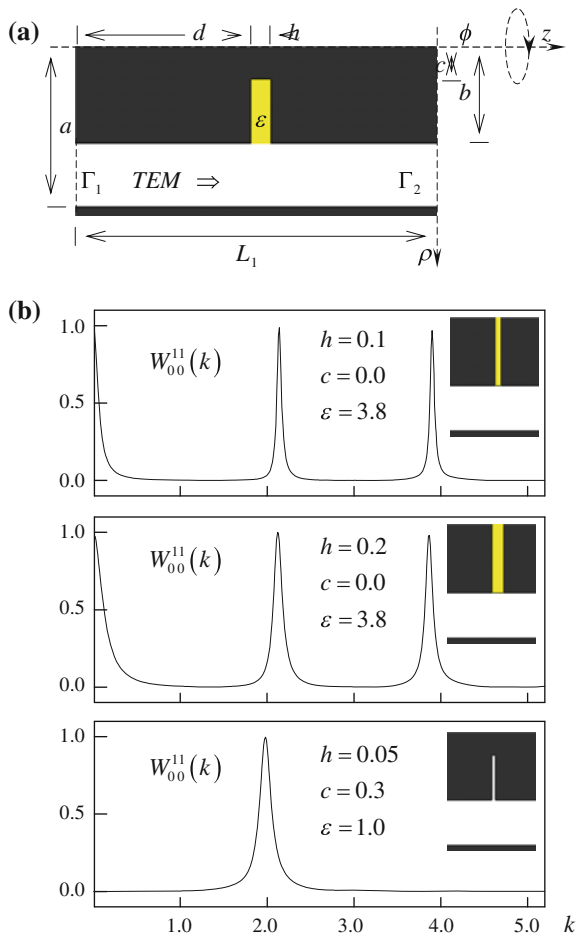 (a)
d
h
ϕ
z
c
b
a
ε
Γ₁
TEM ⇒
Γ₂
L₁
ρ
(b)
1.0
W₀₀¹¹(k)
h = 0.1
0.5
c = 0.0
ε = 3.8
0.0
1.0
W₀₀¹¹(k)
h = 0.2
c = 0.0
0.5
ε = 3.8
0.0
1.0
W₀₀¹¹(k)
h = 0.05
c = 0.3
0.5
ε = 1.0
0.0
1.0 2.0 3.0 4.0 5.0 k